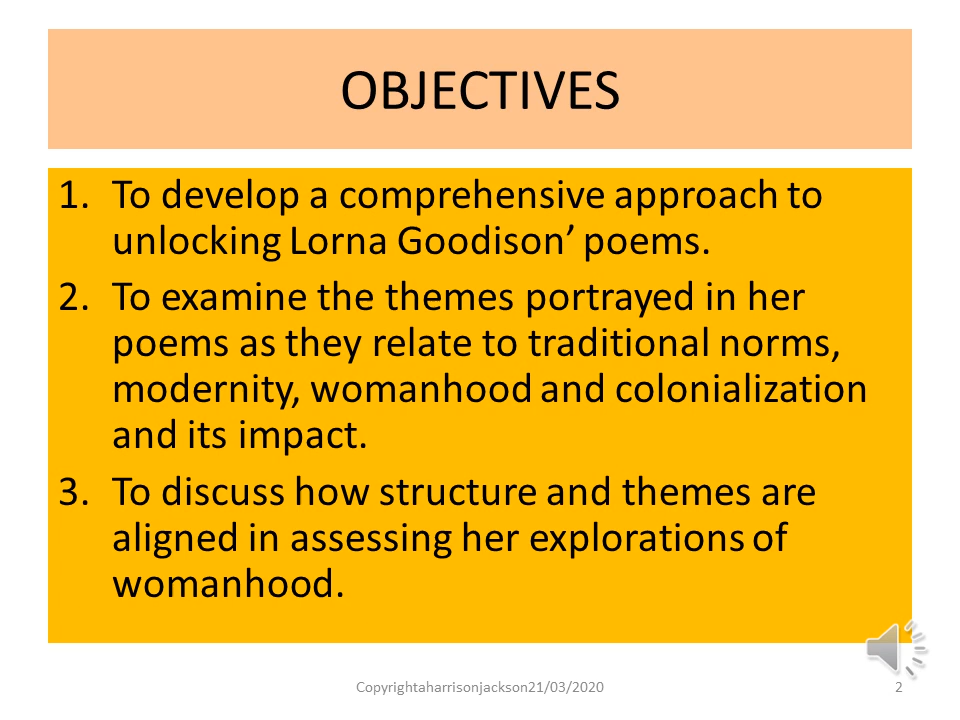 OBJECTIVES
1. To develop a comprehensive approach to
unlocking Lorna Goodison’ poems.
2. To examine the themes portrayed in her
poems as they relate to traditional norms,
modernity, womanhood and colonialization
and its impact.
3. To discuss how structure and themes are
aligned in assessing her explorations of
womanhood.
Copyrightaharrisonjackson21/03/2020 2